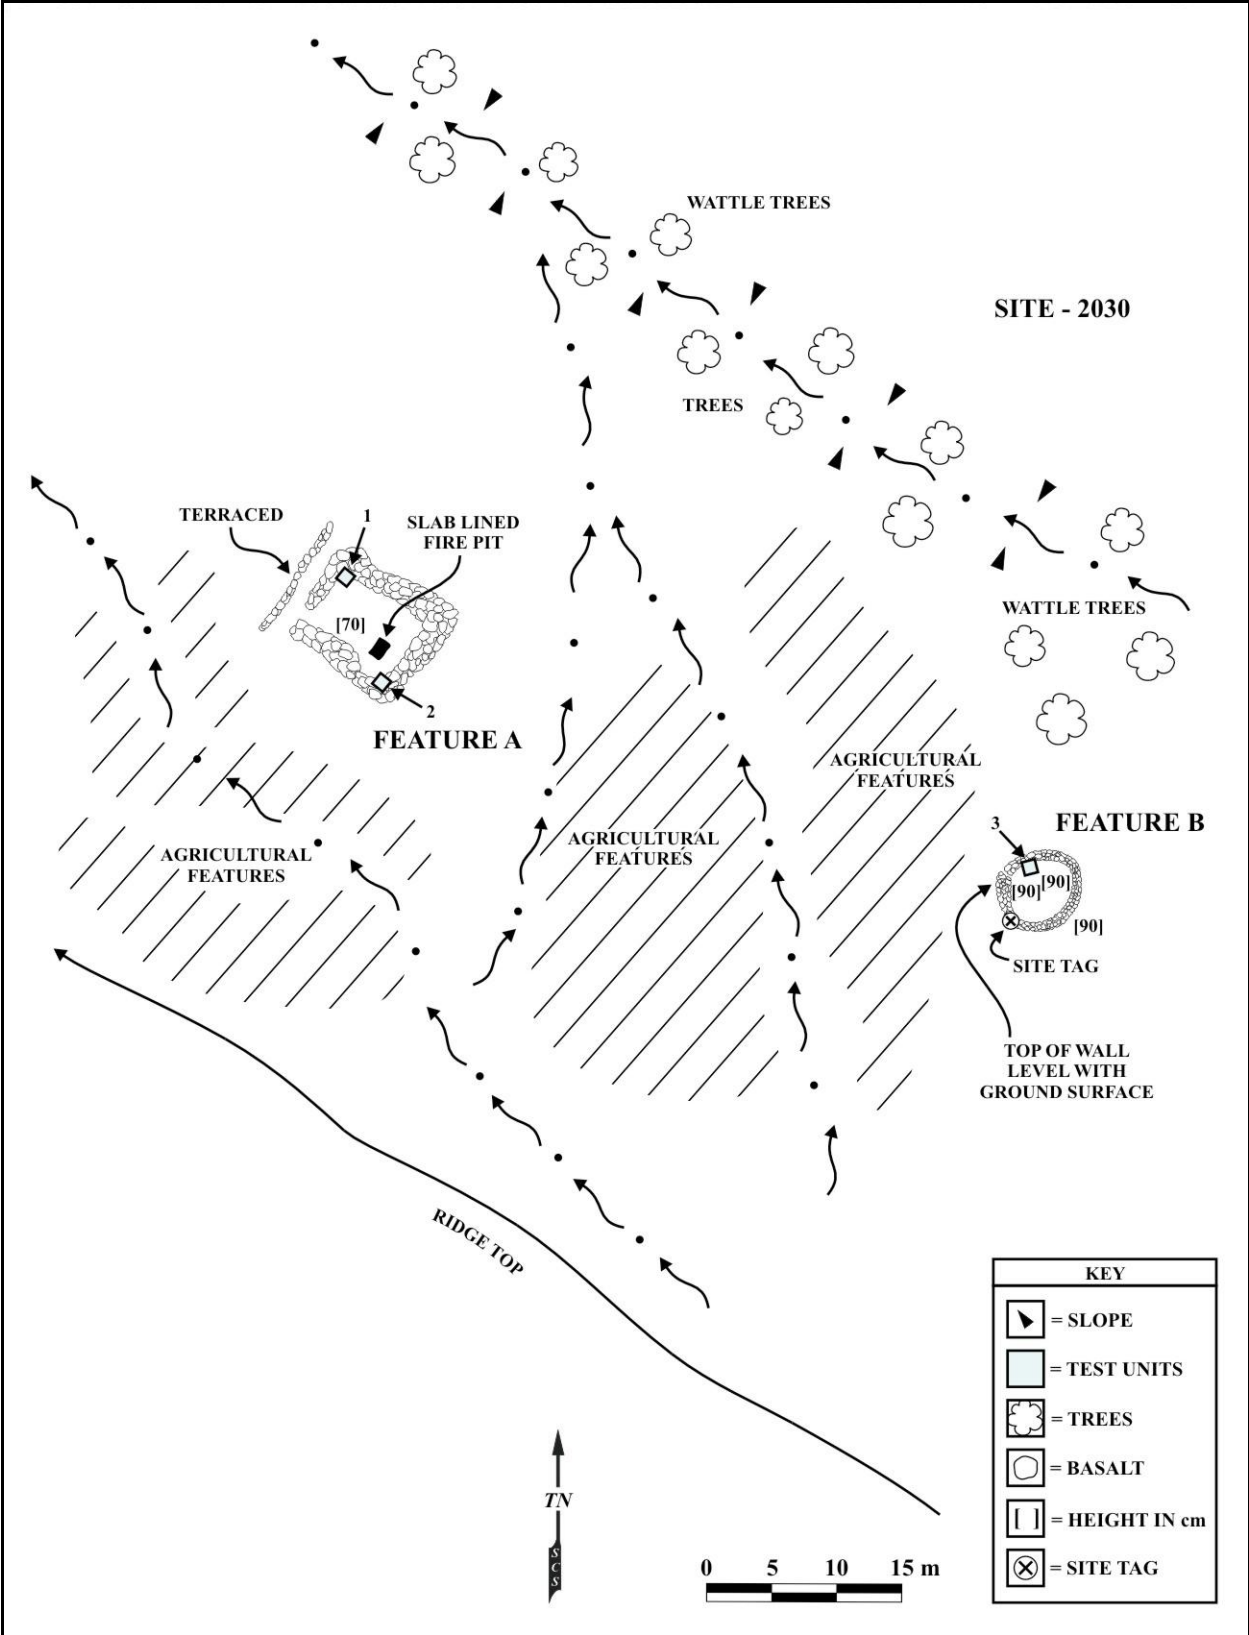 WATTLE TREES
SITE - 2030
TREES
TERRACED
1
SLAB LINED
FIRE PIT
[70]
2
FEATURE A
WATTLE TREES
AGRICULTURAL
FEATURES
AGRICULTURAL
FEATURES
AGRICULTURAL
FEATURES
3
FEATURE B
[90]
[90]
[90]
SITE TAG
TOP OF WALL
LEVEL WITH
GROUND SURFACE
RIDGE TOP
KEY
= SLOPE
= TEST UNITS
= TREES
= BASALT
[ ] = HEIGHT IN cm
= SITE TAG
TN
S
C
S
0 5 10 15 m